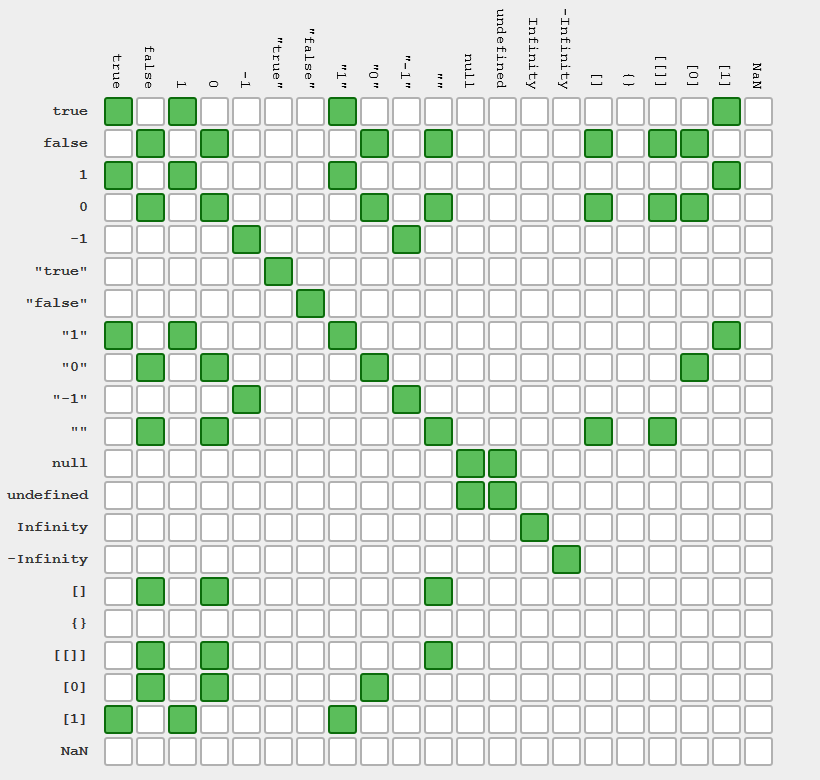 true
false
1
0
-1
"true"
"false"
"1"
"0"
"-1"
""
null
undefined
Infinity
-Infinity
[]
{}
[[]]
[0]
[1]
NaN
true
false
1
0
-1
"true"
"false"
"1"
"0"
"-1"
""
null
undefined
Infinity
-Infinity
[]
{}
[[]]
[0]
[1]
NaN